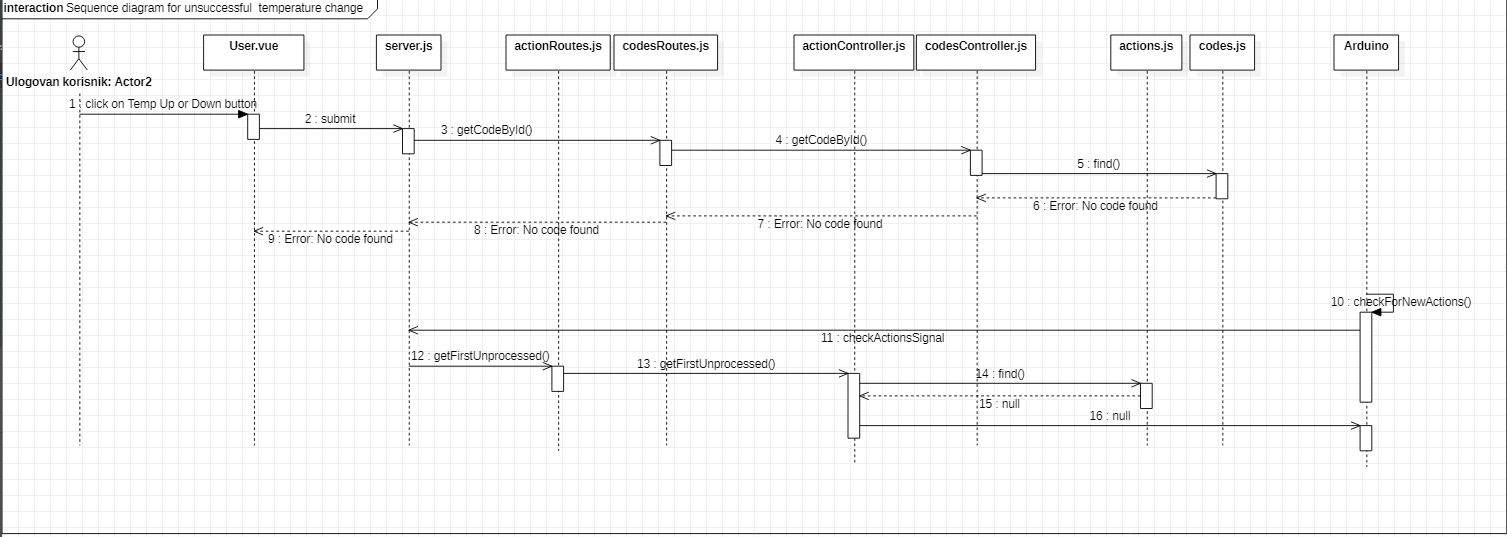 interaction Sequence diagram for unsuccessful temperature change
User.vue
server.js
actionRoutes.js
codesRoutes.js
actionController.js
codesController.js
actions.js
codes.js
Arduino
Ulogovan korisnik: Actor2
1 : click on Temp Up or Down button
2 : submit
3 : getCodeById()
4 : getCodeById()
5 : find()
6 : Error: No code found
7 : Error: No code found
8 : Error: No code found
9 : Error: No code found
10 : checkForNewActions()
11 : checkActionsSignal
12 : getFirstUnprocessed()
13 : getFirstUnprocessed()
14 : find()
15 : null
16 : null